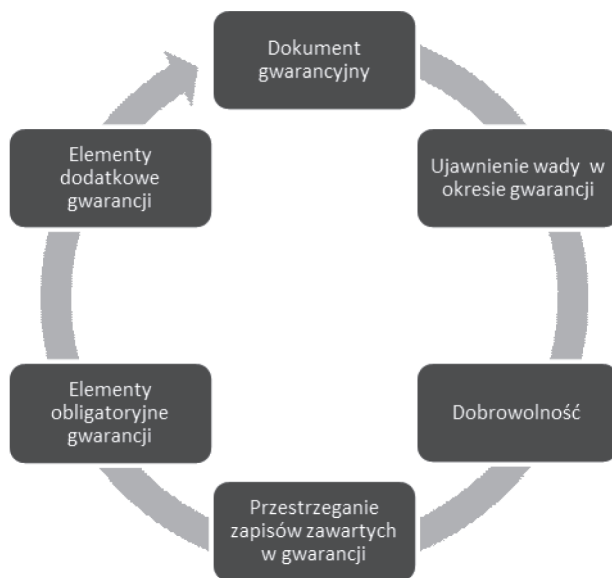 Dokument
gwarancyjny
Ujawnienie wady w
okresie gwarancji
Dobrowolność
Przestrzeganie
zapisów zawartych
w gwarancji
Elementy
obligatoryjne
gwarancji
Elementy
dodatkowe
gwarancji